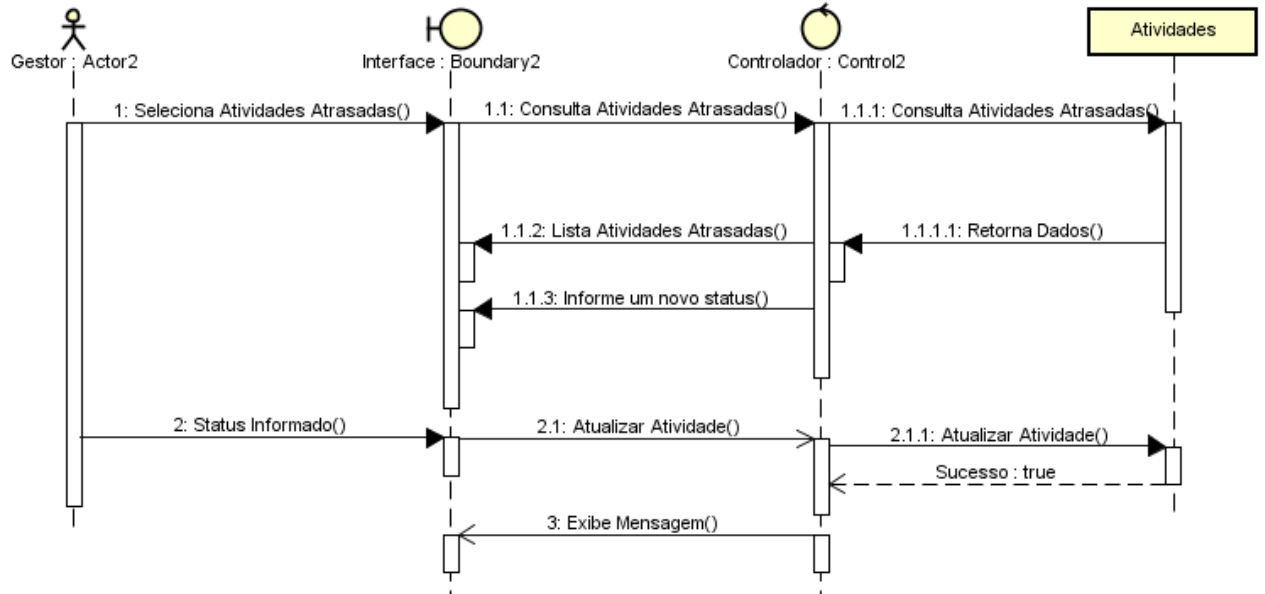 Atividades
Gestor : Actor2
Interface : Boundary2
Controlador : Control2
1: Seleciona Atividades Atrasadas()
1.1: Consulta Atividades Atrasadas()
1.1.1: Consulta Atividades Atrasadas()
1.1.2: Lista Atividades Atrasadas()
1.1.1.1: Retorna Dados()
1.1.3: Informe um novo status()
2: Status Informado()
2.1: Atualizar Atividade()
2.1.1: Atualizar Atividade()
Sucesso : true
3: Exibe Mensagem()